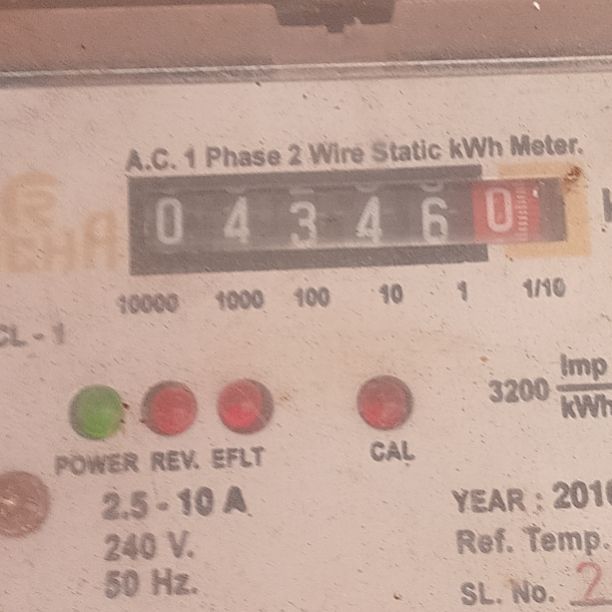 A.C. 1 Phase 2 Wire Static kWh Meter.
0 4 3 4 6 0
10000 1000 100 10 1 1/10
CL - 1
3200 Imp
kWh
POWER REV. EFLT CAL
2.5 - 10 A
240 V.
50 Hz.
YEAR : 2010
Ref. Temp.
SL. No. 2